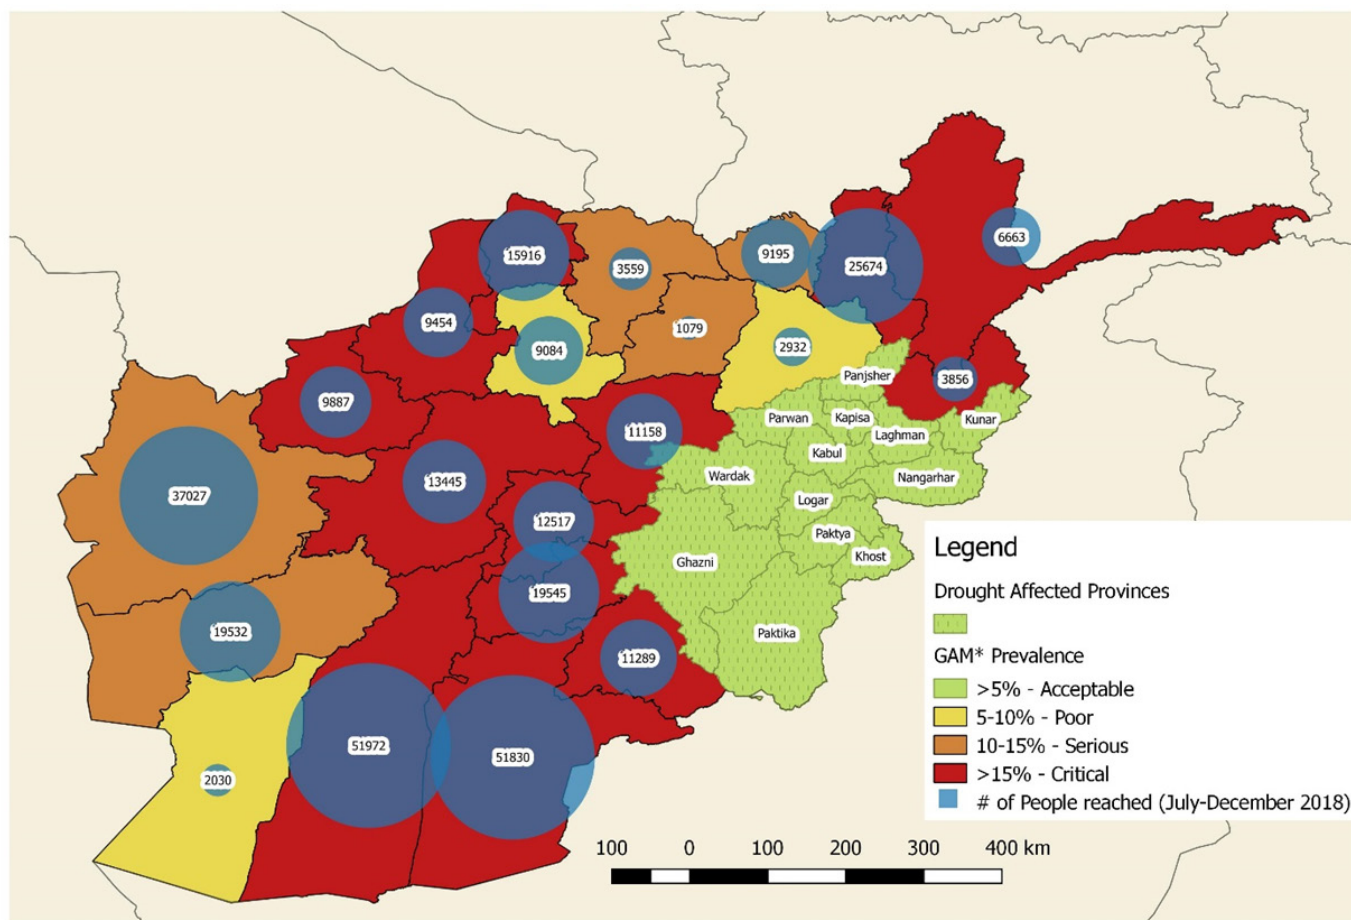 6663
15916
9195
25674
3559
9454
1079
9084
2932
Panjsher
3856
9887
Parwan
Kapisa
Kunar
11158
Laghman
Kabul
13445
Wardak
Nangarhar
37027
Logar
12517
Paktya
Khost
Ghazni
19545
19532
Paktika
11289
51972
51830
2030
Legend
Drought Affected Provinces
GAM* Prevalence
>5% - Acceptable
5-10% - Poor
10-15% - Serious
>15% - Critical
# of People reached (July-December 2018)
100 0 100 200 300 400 km